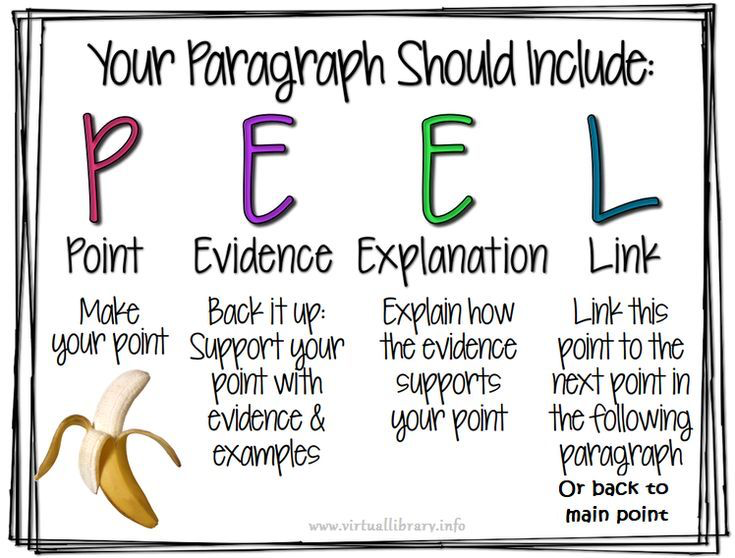 Your Paragraph Should Include:
P E E L
Point Evidence Explanation Link
Make
your point
Back it up:
Support your
point with
evidence &
examples
Explain how
the evidence
supports
your point
Link this
point to the
next point in
the following
paragraph
Or back to
main point
www.virtuallibrary.info